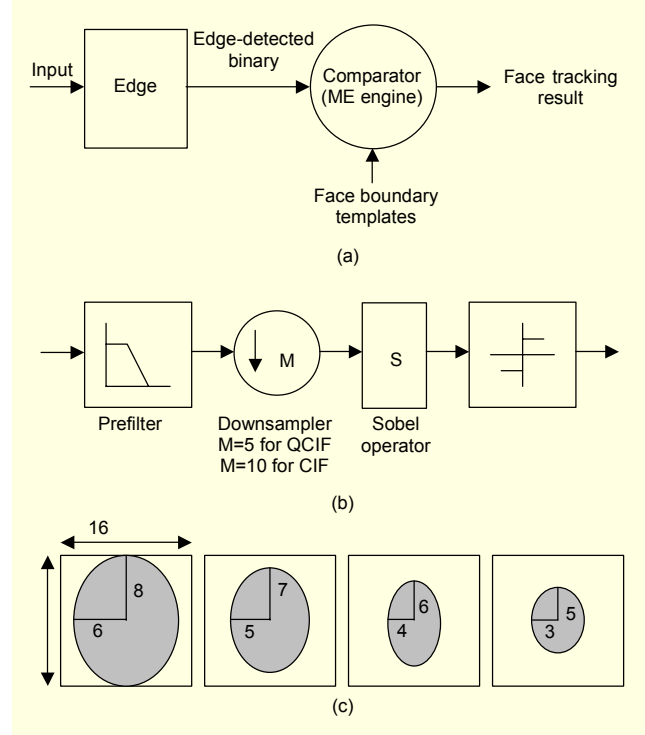 Input
Edge
Edge-detected
binary
Comparator
(ME engine)
Face tracking
result
Face boundary
templates
(a)
M
S
Prefilter
Downsampler
M=5 for QCIF
M=10 for CIF
Sobel
operator
(b)
16
8
6
7
5
6
4
5
3
(c)